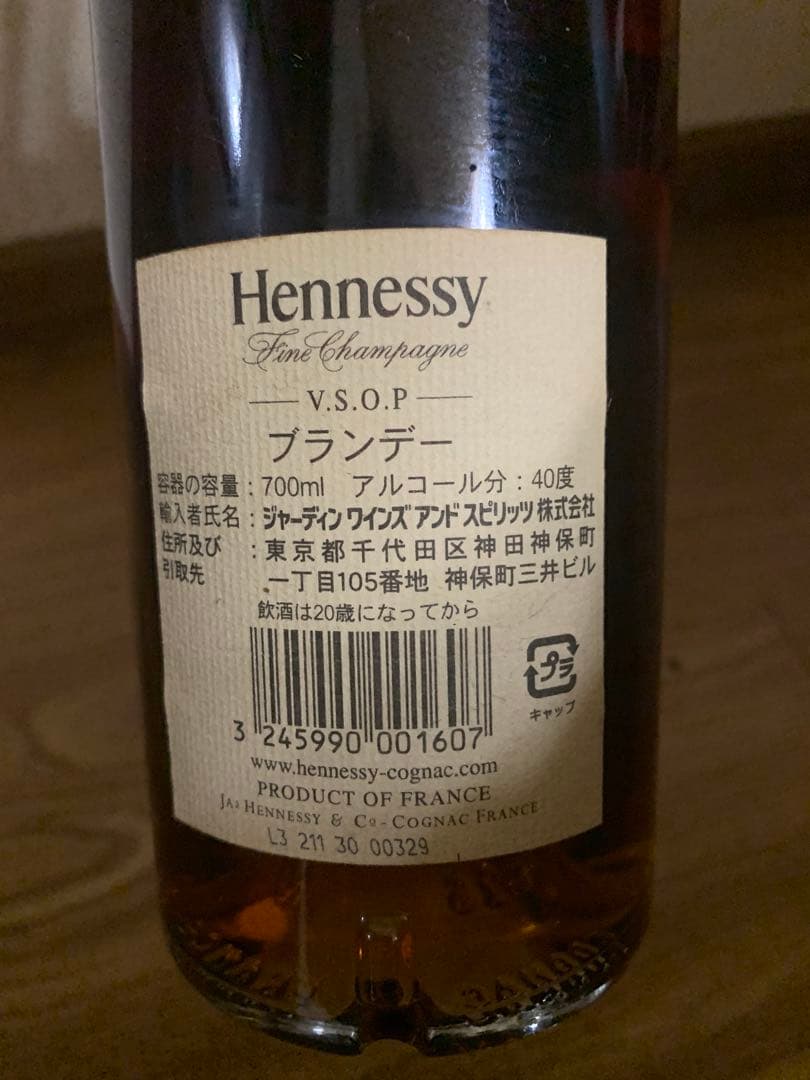 Hennessy
Fine Champagne
V.S.O.P
ブランデー
容器の容量：700ml アルコール分：40度
輸入者氏名：ジャーディン ワインズ アンド スピリッツ株式会社
住所及び：東京都千代田区神田神保町
引取先 一丁目105番地 神保町三井ビル
飲酒は20歳になってから
プラ
キャップ
3 245990 001607
www.hennessy-cognac.com
PRODUCT OF FRANCE
JAS HENNESSY & Co - COGNAC FRANCE
L3 211 30 00329